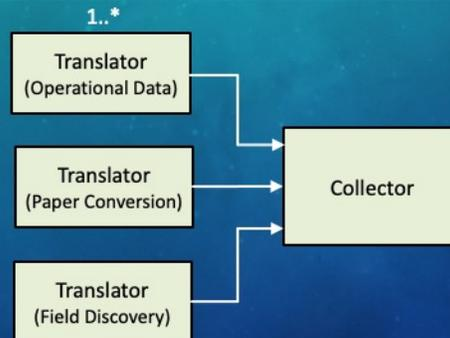 1..*
Translator
(Operational Data)
Translator
(Paper Conversion)
Collector
Translator
(Field Discovery)